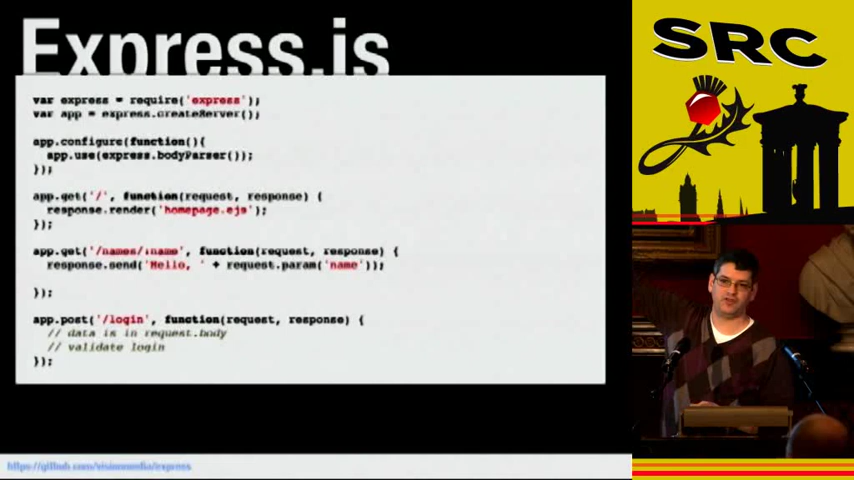 Express.js
SRC
var express = require('express');
var app = express.createServer();
app.configure(function(){
app.use(express.bodyParser());
});
app.get('/', function(request, response) {
response.render('homepage.ejs');
});
app.get('/names/:name', function(request, response) {
response.send('Hello, ' + request.param('name'));
});
app.post('/login', function(request, response) {
// data is in request.body
// validate login
});
https://github.com/visionmedia/express